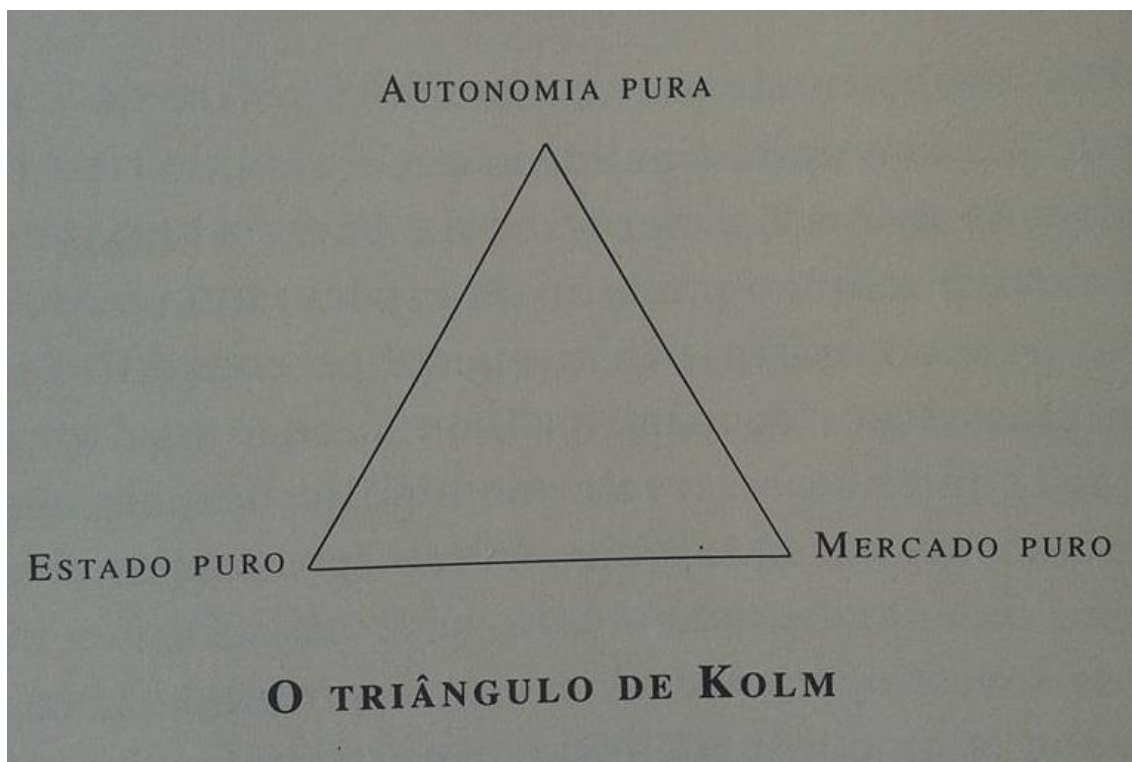 AUTONOMIA PURA
ESTADO PURO
MERCADO PURO
O TRIÂNGULO DE KOLM